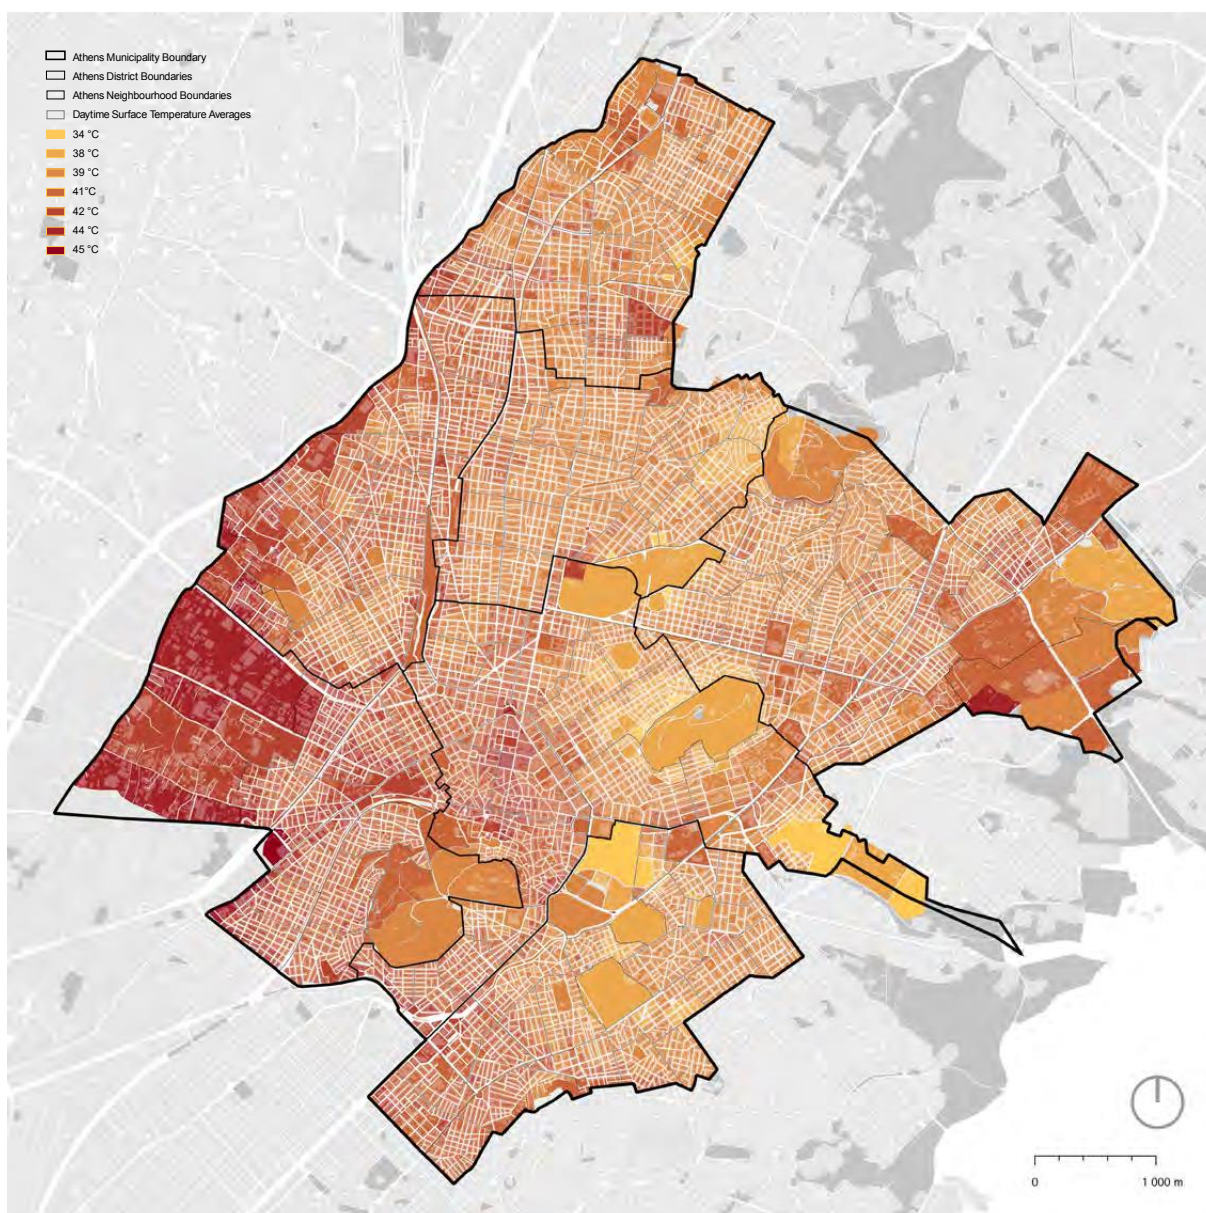 Athens Municipality Boundary
Athens District Boundaries
Athens Neighbourhood Boundaries
Daytime Surface Temperature Averages
34 °C
38 °C
39 °C
41°C
42 °C
44 °C
45 °C
0 1 000 m